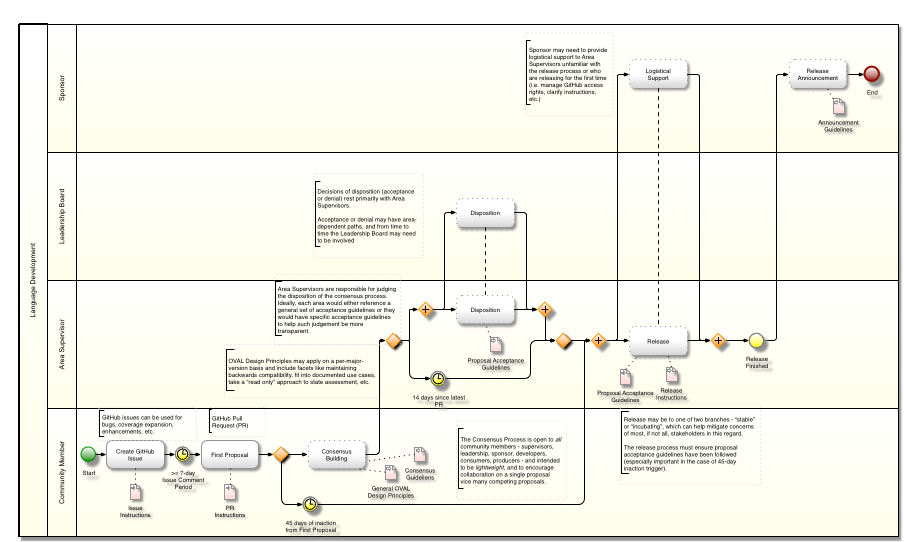 Language Development
Sponsor
Sponsor may need to provide
logistical support to Area
Supervisors unfamiliar with
the release process or who
are releasing for the first time
(i.e. manage GitHub access
rights, clarify instructions,
etc.)
Logistical
Support
Release
Announcement
End
Announcement
Guidelines
Leadership Board
Decisions of disposition (acceptance
or denial) rest primarily with Area
Supervisors.
Acceptance or denial may have area-
dependent paths, and from time to
time the Leadership Board may need
to be involved
Disposition
Area Supervisor
Area Supervisors are responsible for judging
the disposition of the consensus process.
Ideally, each area would either reference a
general set of acceptance guidelines or they
would have specific acceptance guidelines
to help such judgement be more
transparent.
OVAL Design Principles may apply on a per-major-
version basis and include facets like maintaining
backwards compatibility, fit into documented use cases,
take a "read only" approach to state assessment, etc.
Disposition
Proposal Acceptance
Guidelines
14 days since latest
PR
Release
Proposal Acceptance
Guidelines
Release
Instructions
Release
Finished
Community Member
GitHub issues can be used for
bugs, coverage expansion,
enhancements, etc.
GitHub Pull
Request (PR)
Start
Create GitHub
Issue
>= 7-day
Issue Comment
Period
First Proposal
Consensus
Building
Issue
Instructions
PR
Instructions
45 days of inaction
from First Proposal
General OVAL
Design Principles
Consensus
Guideliens
The Consensus Process is open to all
community members - supervisors,
leadership, sponsor, developers,
consumers, producers - and intended
to be lightweight, and to encourage
collaboration on a single proposal
vice many competing proposals.
Release may be to one of two branches - "stable"
or "incubating", which can help mitigate concerns
of most, if not all, stakeholders in this regard.
The release process must ensure proposal
acceptance guidelines have been followed
(especially important in the case of 45-day
inaction trigger).